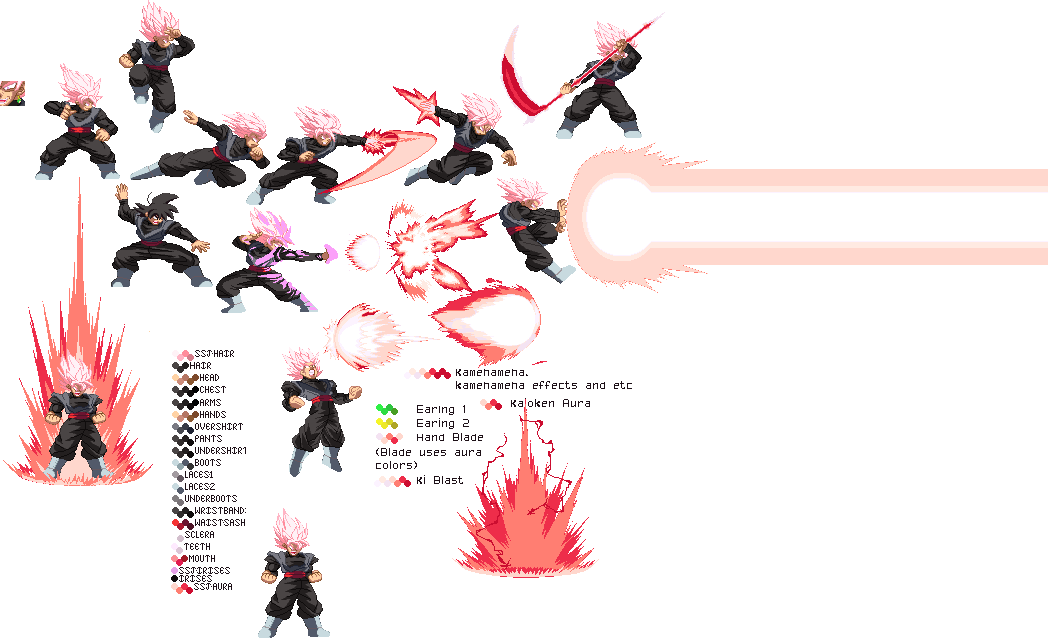 SSJHAIR
HAIR
HEAD
CHEST
ARMS
HANDS
OVERSHIRT
PANTS
UNDERSHIRT
BOOTS
LACES1
LACES2
UNDERBOOTS
WRISTBAND:
WAISTSASH
SCLERA
TEETH
MOUTH
SSJIRISES
IRISES
SSJAURA
Kamehameha.
kamehameha effects and etc
Kaioken Aura
Earing 1
Earing 2
Hand Blade
(Blade uses aura
colors)
Ki Blast